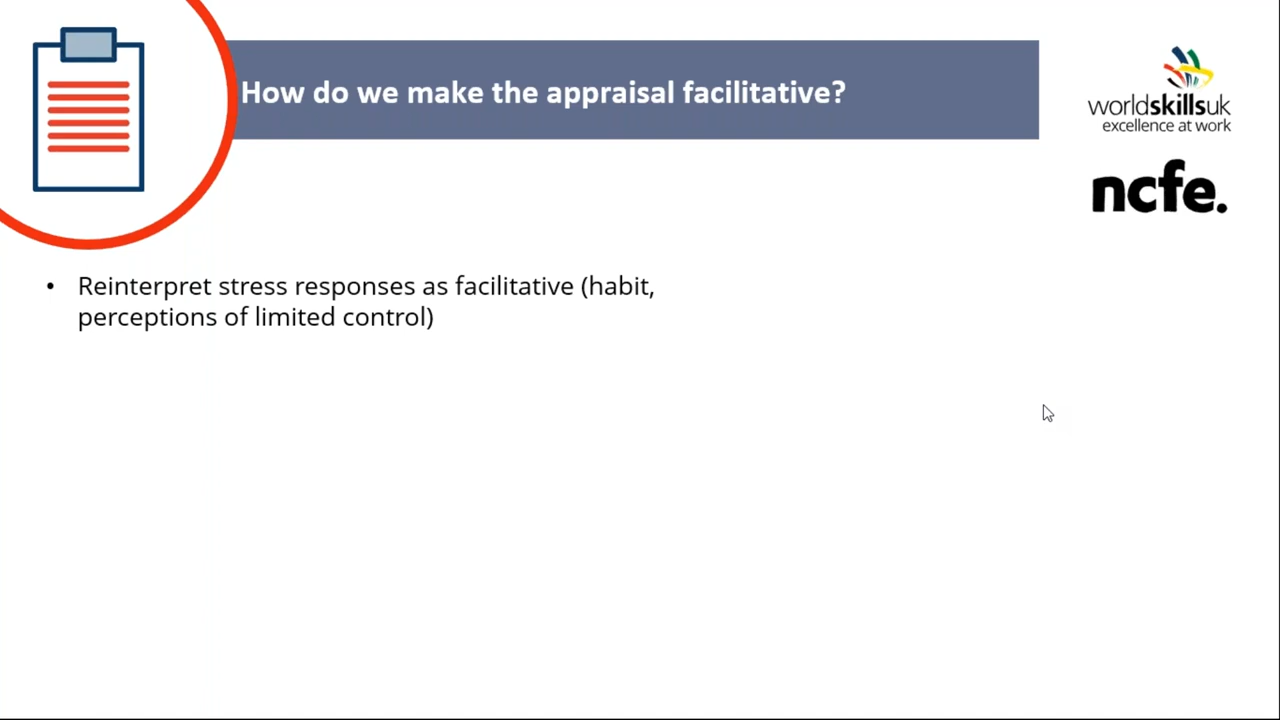 How do we make the appraisal facilitative?
worldskillsuk
excellence at work
ncfe.
• Reinterpret stress responses as facilitative (habit,
perceptions of limited control)